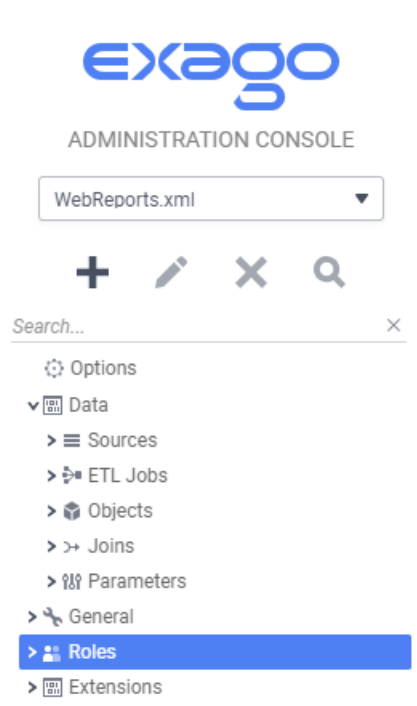 exago
ADMINISTRATION CONSOLE
WebReports.xml
Search...
Options
Data
Sources
ETL Jobs
Objects
Joins
Parameters
General
Roles
Extensions